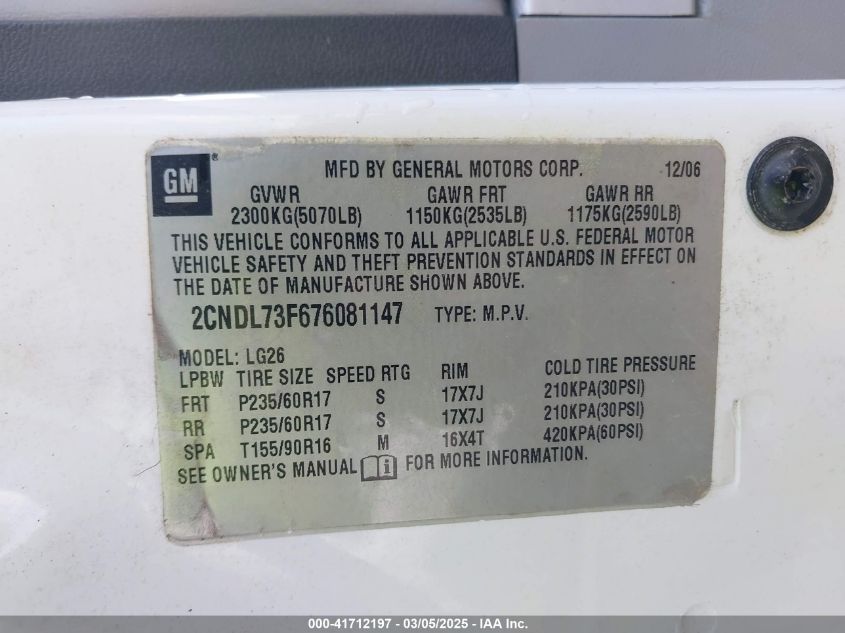 GM
MFD BY GENERAL MOTORS CORP. 12/06
GVWR GAWR FRT GAWR RR
2300KG(5070LB) 1150KG(2535LB) 1175KG(2590LB)
THIS VEHICLE CONFORMS TO ALL APPLICABLE U.S. FEDERAL MOTOR
VEHICLE SAFETY AND THEFT PREVENTION STANDARDS IN EFFECT ON
THE DATE OF MANUFACTURE SHOWN ABOVE.
2CNDL73F676081147 TYPE: M.P.V.
MODEL: LG26
LPBW TIRE SIZE SPEED RTG RIM COLD TIRE PRESSURE
FRT P235/60R17 S 17X7J 210KPA(30PSI)
RR P235/60R17 S 17X7J 210KPA(30PSI)
SPA T155/90R16 M 16X4T 420KPA(60PSI)
SEE OWNER'S MANUAL FOR MORE INFORMATION.
000-41712197 - 03/05/2025 - IAA Inc.